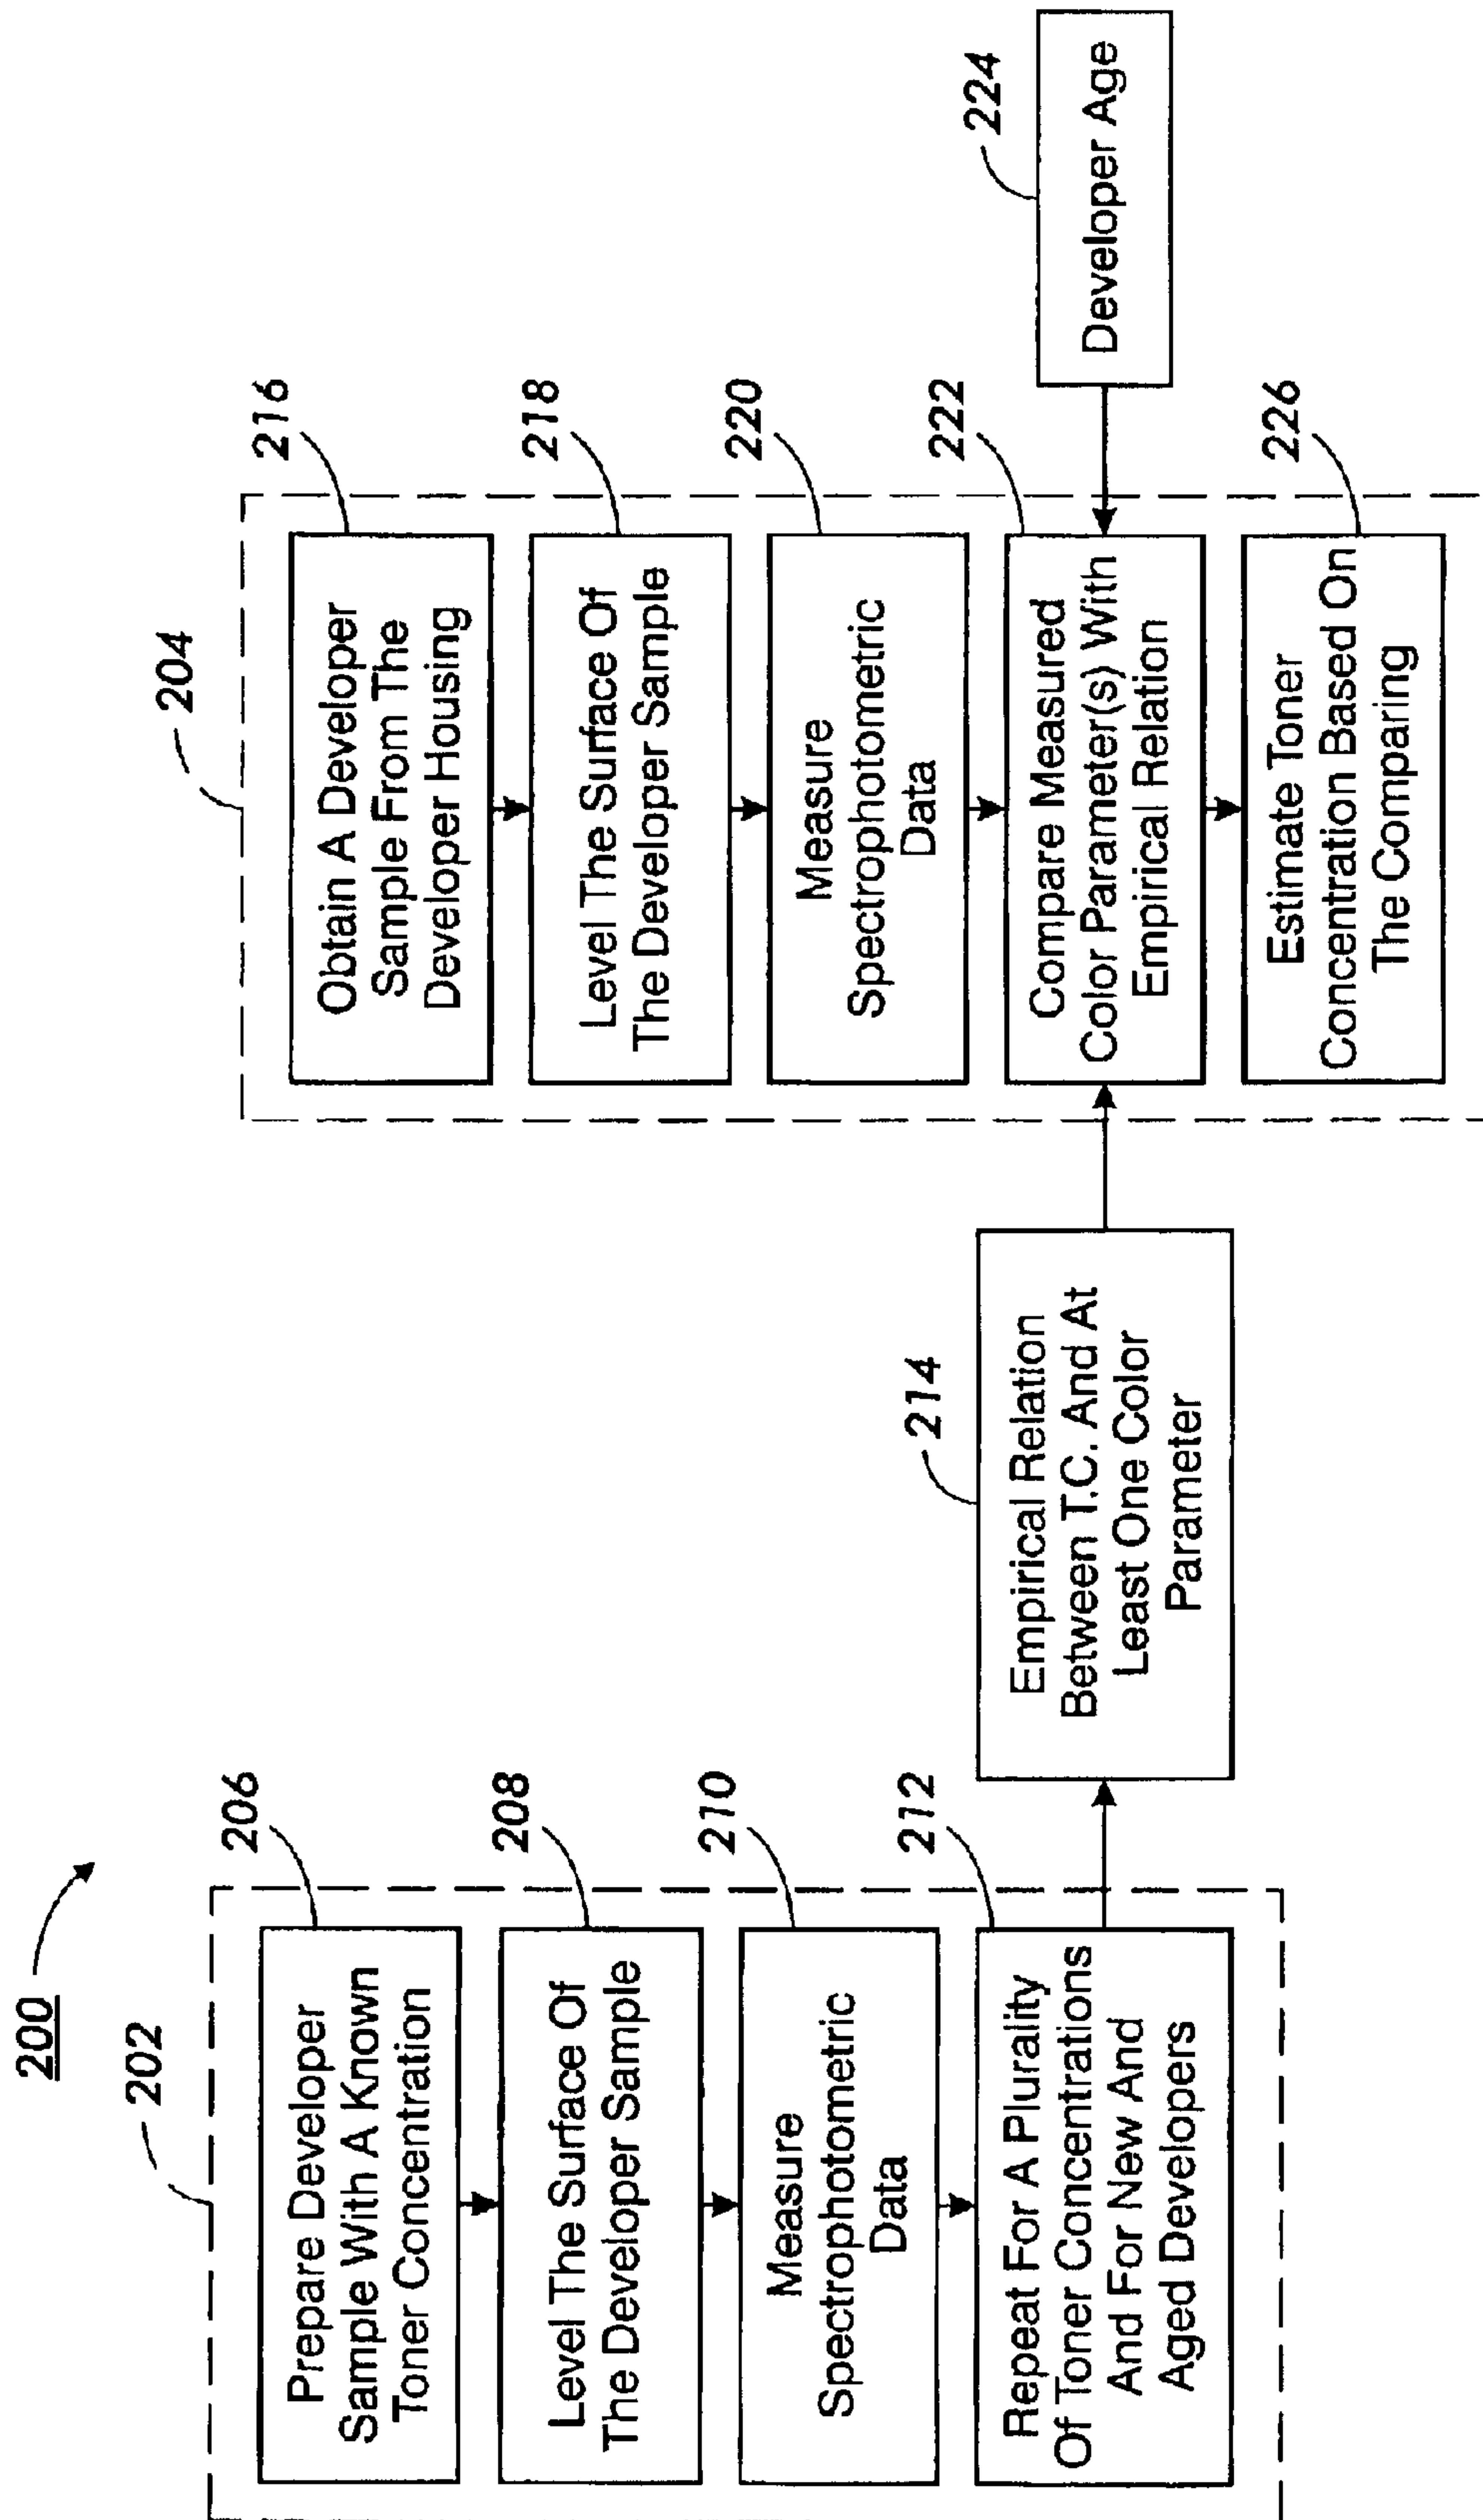 200
202
206
Prepare Developer
Sample With A Known
Toner Concentration
208
Level The Surface Of
The Developer Sample
210
Measure
Spectrophotometric
Data
212
Repeat For A Plurality
Of Toner Concentrations
And For New And
Aged Developers
214
Empirical Relation
Between T.C. And At
Least One Color
Parameter
204
216
Obtain A Developer
Sample From The
Developer Housing
218
Level The Surface Of
The Developer Sample
220
Measure
Spectrophotometric
Data
222
Compare Measured
Color Parameter(s) With
Empirical Relation
224
Developer Age
226
Estimate Toner
Concentration Based On
The Comparing